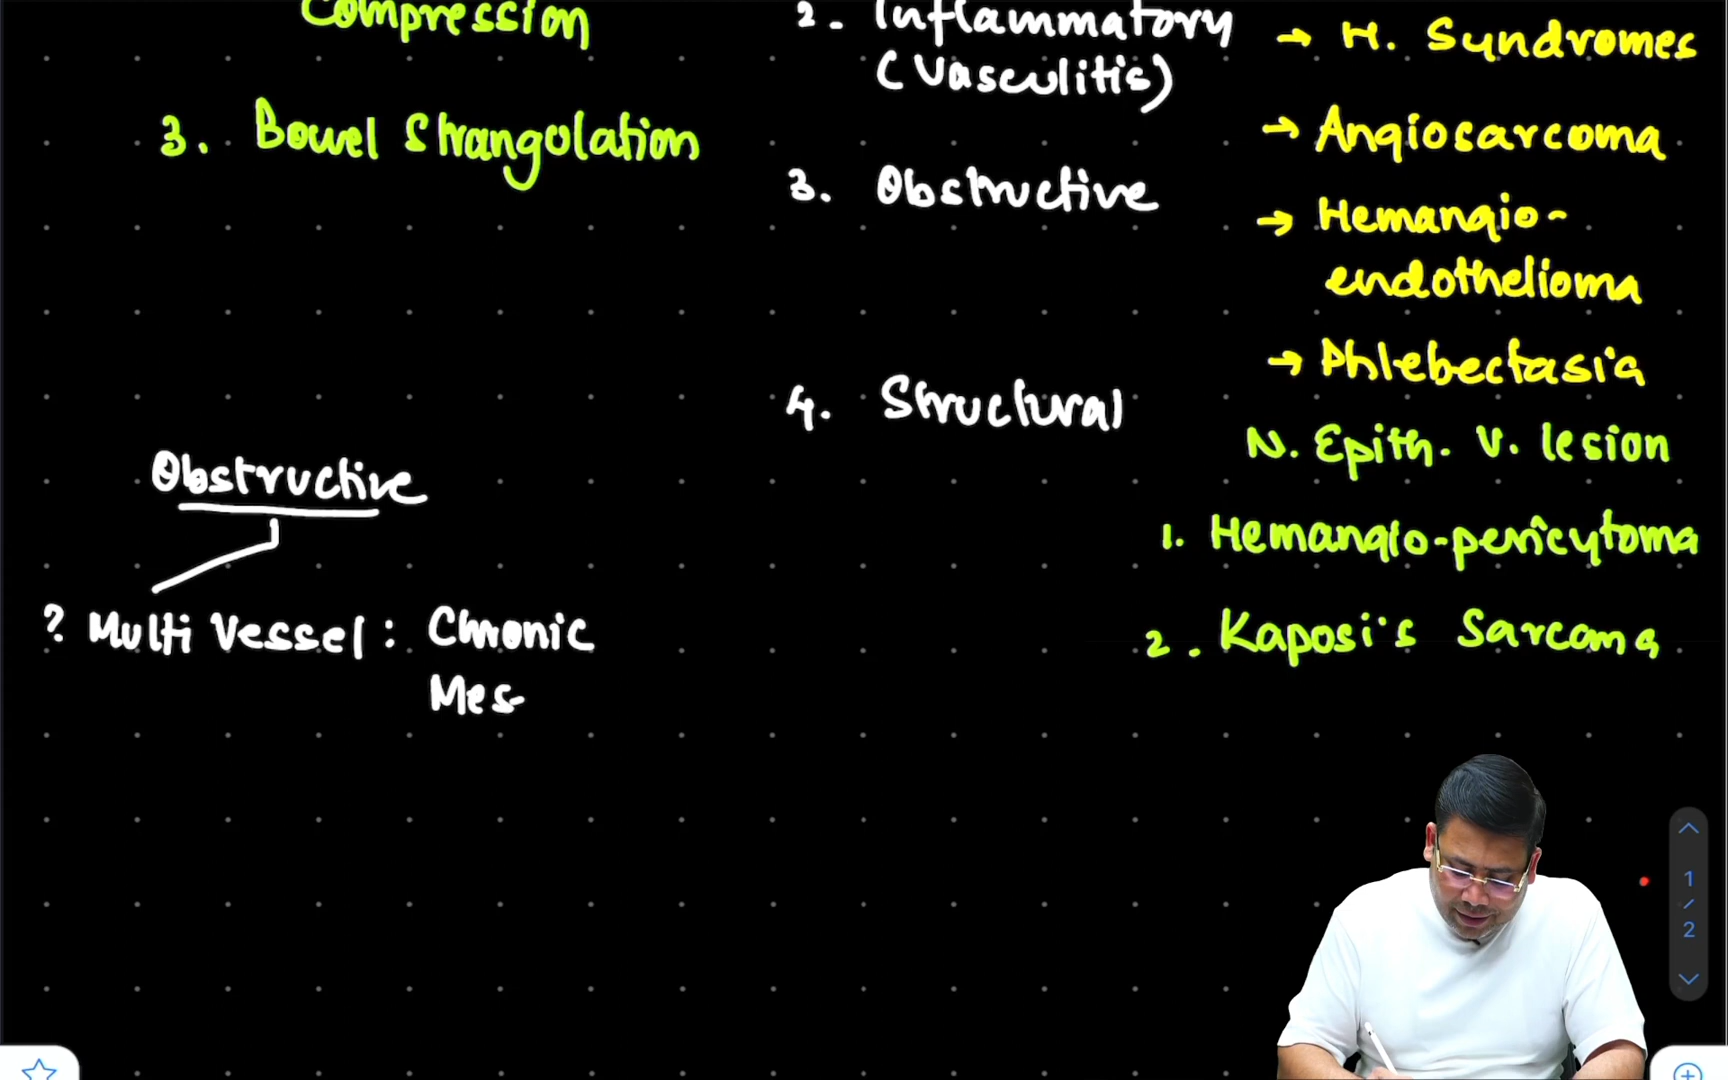 Compression
3. Bowel Strangolation
2. Inflammatory
(Vasculitis)
3. Obstructive
4. Structural
→ H. Syndromes
→ Angiosarcoma
→ Hemangio-
endothelioma
→ Phlebectasia
N. Epith. V. lesion
1. Hemangio-pericytoma
2. Kaposi's Sarcoma
Obstructive
? Multi Vessel : Chronic
Mes
1
/
2